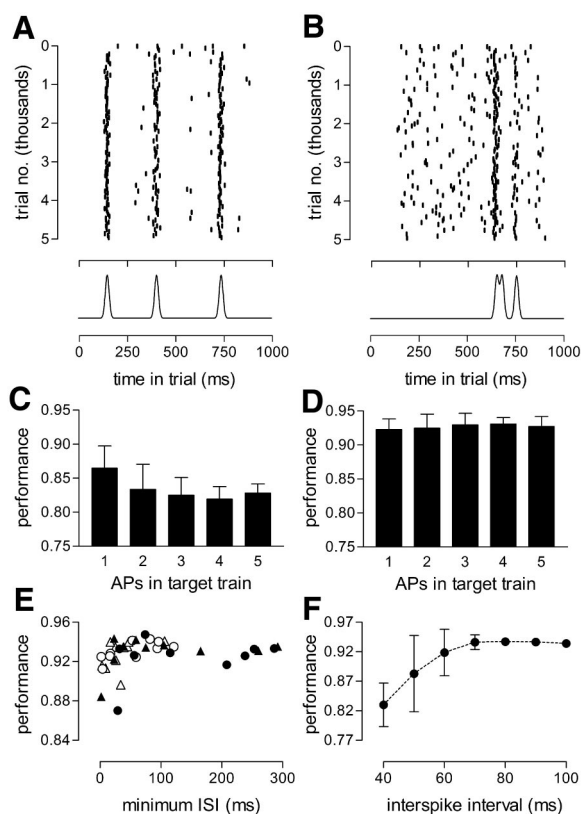 A
B
trial no. (thousands)
0
1
2
3
4
5
trial no. (thousands)
0
1
2
3
4
5
0 250 500 750 1000
time in trial (ms)
0 250 500 750 1000
time in trial (ms)
C
D
performance
0.95
0.90
0.85
0.80
0.75
1 2 3 4 5
APs in target train
performance
0.95
0.90
0.85
0.80
0.75
1 2 3 4 5
APs in target train
E
F
performance
0.96
0.92
0.88
0.84
0 100 200 300
minimum ISI (ms)
performance
0.97
0.92
0.87
0.82
0.77
40 60 80 100
interspike interval (ms)